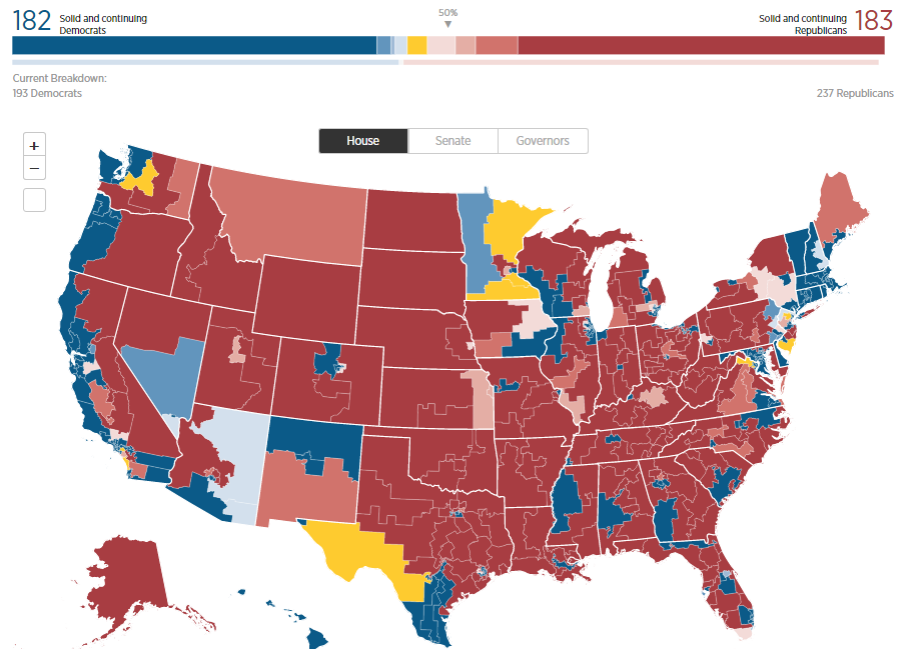 182 Solid and continuing
Democrats
50%
▼
Solid and continuing
Republicans 183
Current Breakdown:
193 Democrats
237 Republicans
+
−
House Senate Governors